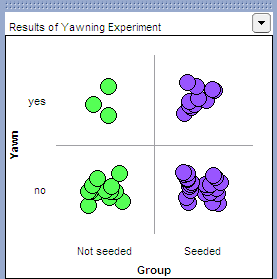 Results of Yawning Experiment
yes
Yawn
no
Not seeded
Seeded
Group